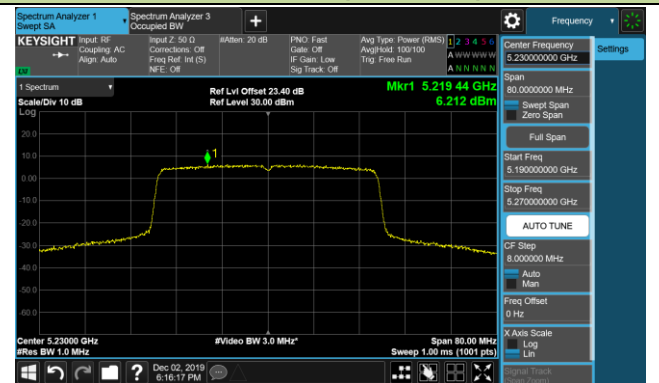 Spectrum Analyzer 1
Swept SA
Spectrum Analyzer 3
Occupied BW
+
Frequency
KEYSIGHT
Input: RF
Coupling: AC
Align: Auto
Input Z: 50 Ω
Corrections: Off
Freq Ref: Int (S)
NFE: Off
#Atten: 20 dB
PNO: Fast
Gate: Off
IF Gain: Low
Sig Track: Off
Avg Type: Power (RMS)
Avg|Hold: 100/100
Trig: Free Run
1 2 3 4 5 6
A W W W W W
A N N N N N
LXI
1 Spectrum
Scale/Div 10 dB
Log
Ref Lvl Offset 23.40 dB
Ref Level 30.00 dBm
Mkr1 5.219 44 GHz
6.212 dBm
20.0
10.0
0.00
-10.0
-20.0
-30.0
-40.0
-50.0
-60.0
1
Center 5.23000 GHz
#Res BW 1.0 MHz
#Video BW 3.0 MHz*
Span 80.00 MHz
Sweep 1.00 ms (1001 pts)
Dec 02, 2019
6:16:17 PM
Center Frequency
5.230000000 GHz
Settings
Span
80.0000000 MHz
Swept Span
Zero Span
Full Span
Start Freq
5.190000000 GHz
Stop Freq
5.270000000 GHz
AUTO TUNE
CF Step
8.000000 MHz
Auto
Man
Freq Offset
0 Hz
X Axis Scale
Log
Lin
Signal Track
(Span Zoom)